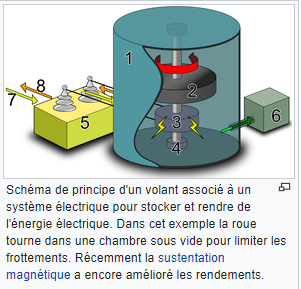 1
8
2
7
3
6
5
4
Schéma de principe d'un volant associé à un
système électrique pour stocker et rendre de
l'énergie électrique. Dans cet exemple la roue
tourne dans une chambre sous vide pour limiter les
frottements. Récemment la sustentation
magnétique a encore amélioré les rendements.